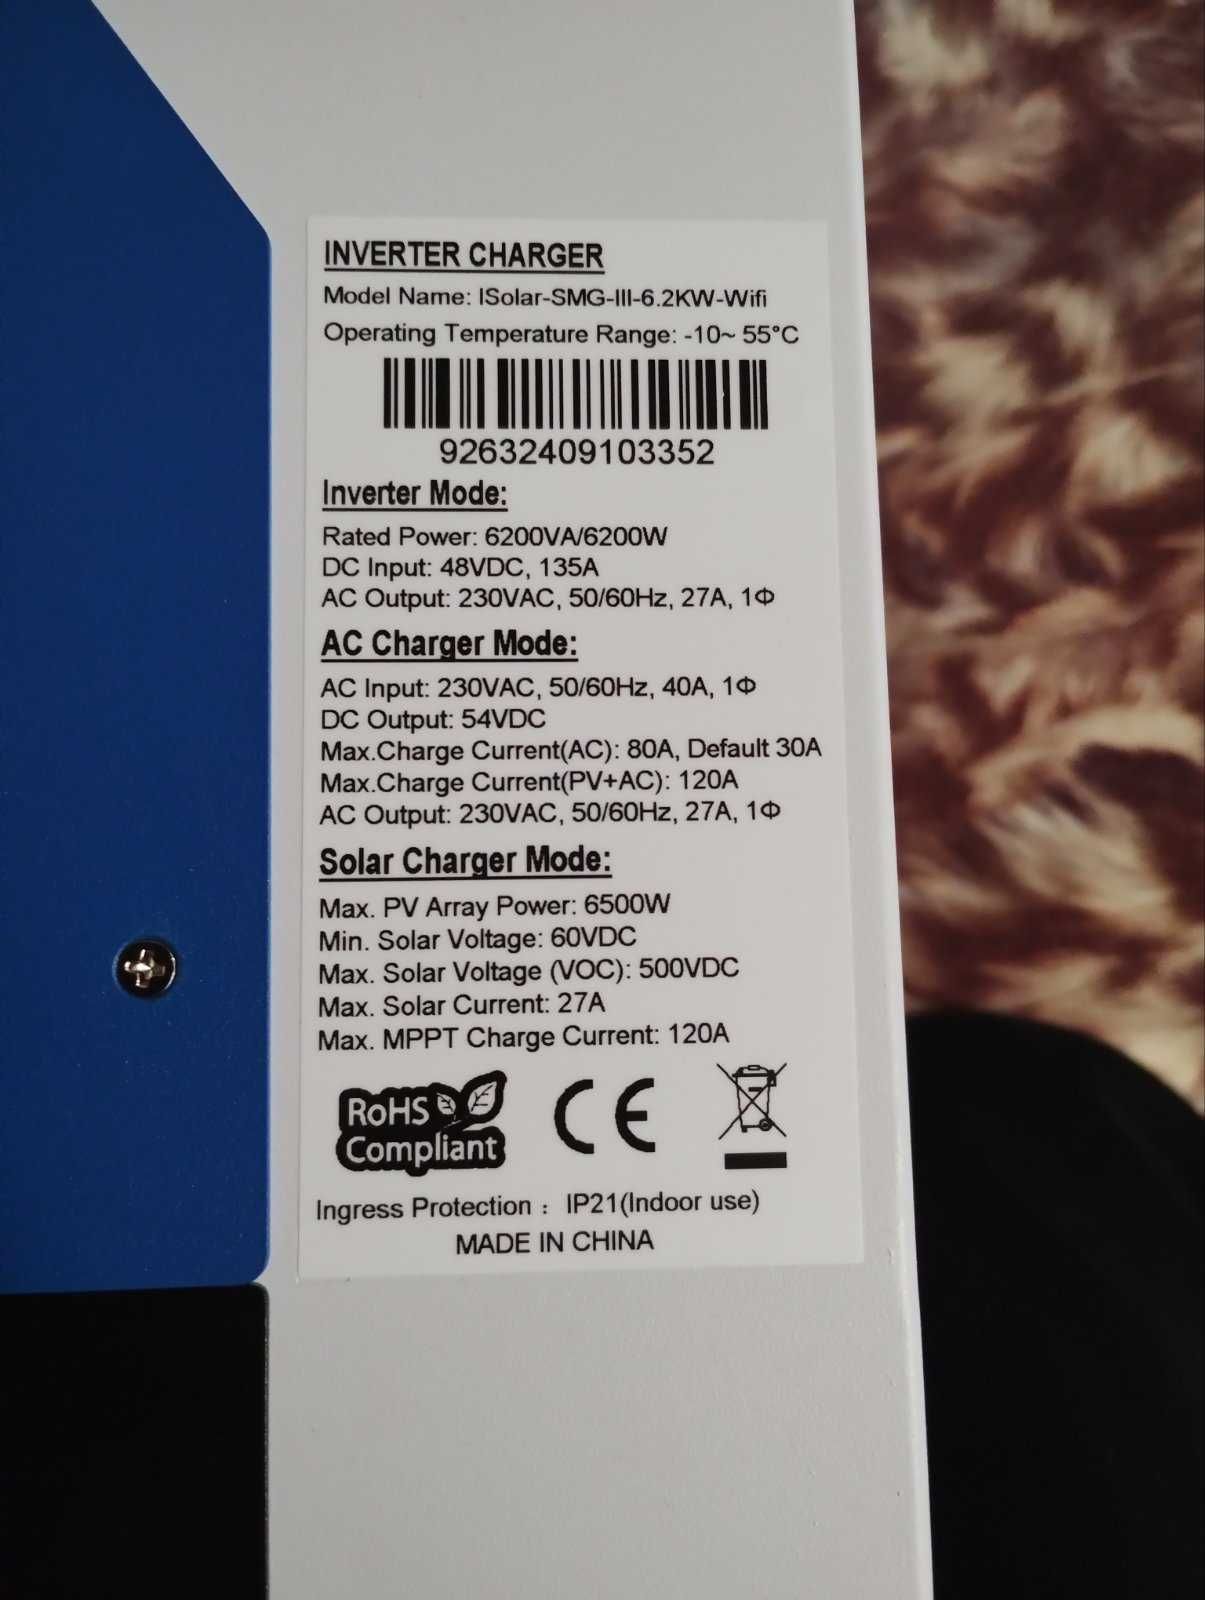 INVERTER CHARGER
Model Name: ISolar-SMG-III-6.2KW-Wifi
Operating Temperature Range: -10~ 55°C
92632409103352
Inverter Mode:
Rated Power: 6200VA/6200W
DC Input: 48VDC, 135A
AC Output: 230VAC, 50/60Hz, 27A, 1Φ
AC Charger Mode:
AC Input: 230VAC, 50/60Hz, 40A, 1Φ
DC Output: 54VDC
Max.Charge Current(AC): 80A, Default 30A
Max.Charge Current(PV+AC): 120A
AC Output: 230VAC, 50/60Hz, 27A, 1Φ
Solar Charger Mode:
Max. PV Array Power: 6500W
Min. Solar Voltage: 60VDC
Max. Solar Voltage (VOC): 500VDC
Max. Solar Current: 27A
Max. MPPT Charge Current: 120A
RoHS
Compliant
CE
Ingress Protection : IP21(Indoor use)
MADE IN CHINA